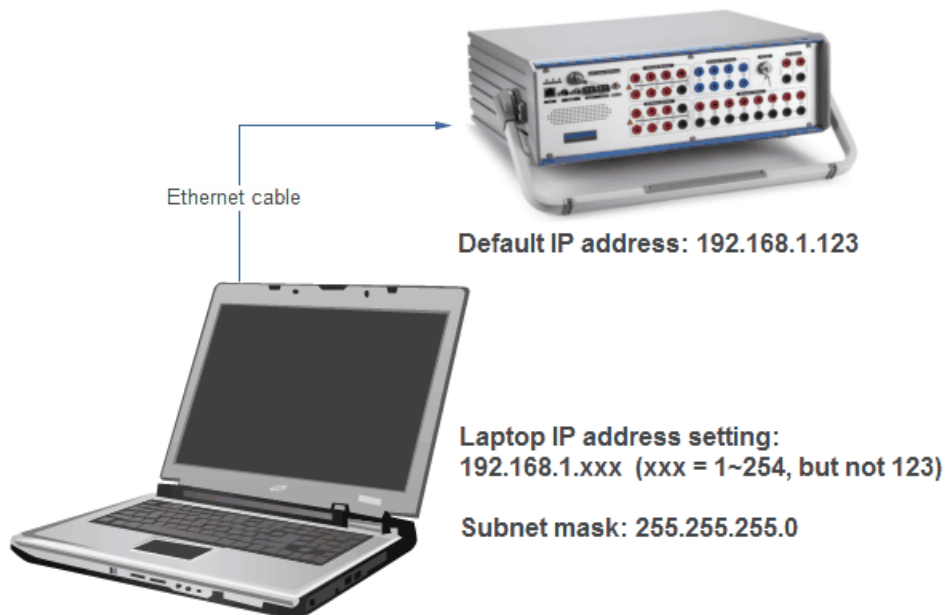 Ethernet cable
Default IP address: 192.168.1.123
Laptop IP address setting:
192.168.1.xxx  (xxx = 1~254, but not 123)
Subnet mask: 255.255.255.0